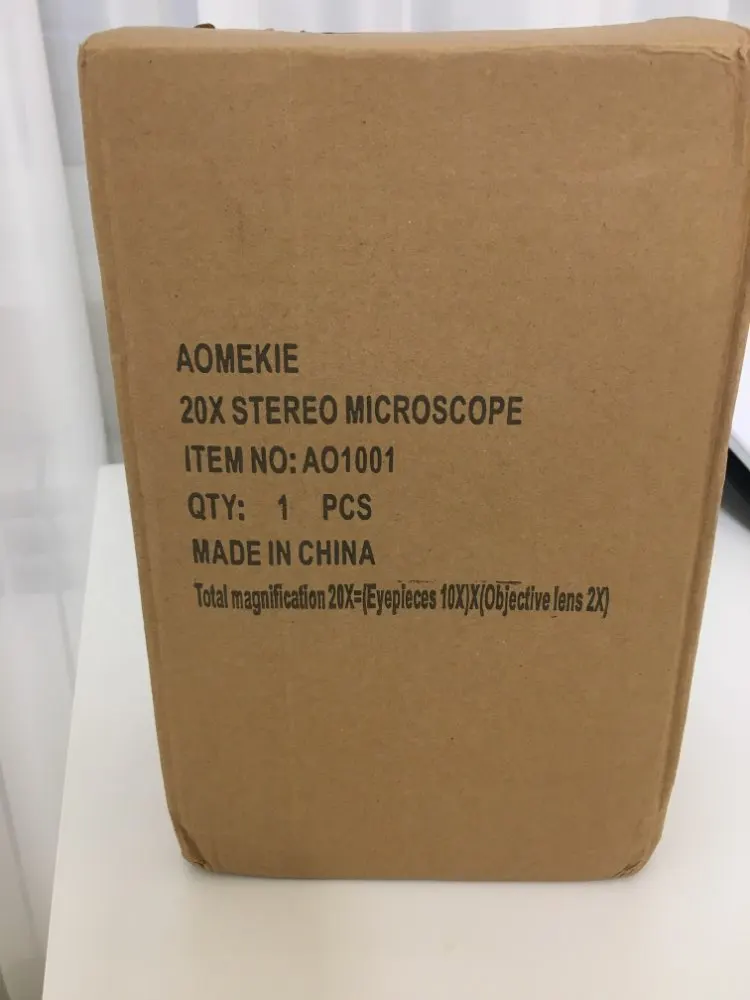 AOMEKIE
20X STEREO MICROSCOPE
ITEM NO: AO1001
QTY: 1 PCS
MADE IN CHINA
Total magnification 20X=(Eyepieces 10X)X(Objective lens 2X)